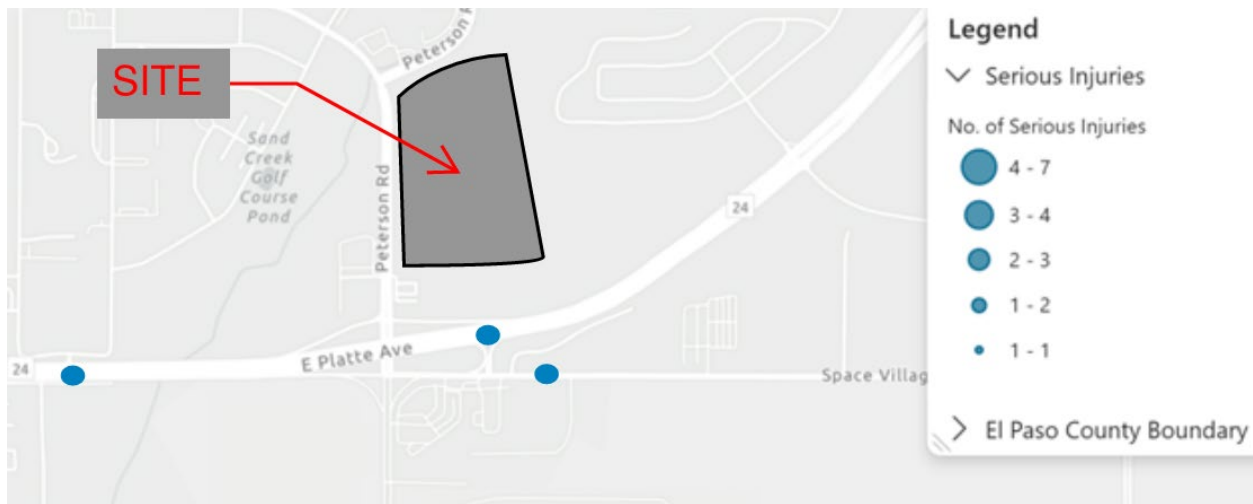 SITE
Peterson R
Sand
Creek
Golf
Course
Pond
Peterson Rd
24
E Platte Ave
24
Space Villag
Legend
Serious Injuries
No. of Serious Injuries
4 - 7
3 - 4
2 - 3
1 - 2
1 - 1
El Paso County Boundary